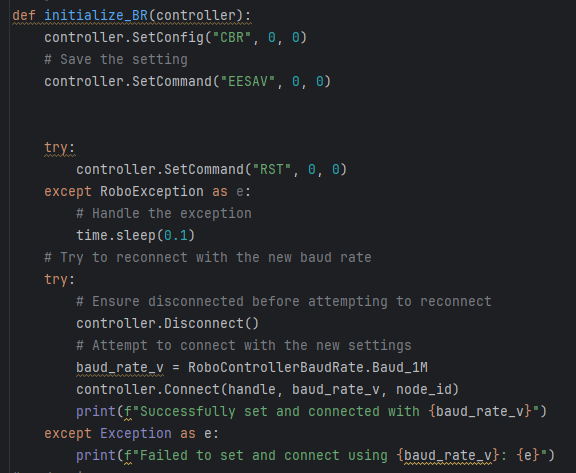 def initialize_BR(controller):
    controller.SetConfig("CBR", 0, 0)
    # Save the setting
    controller.SetCommand("EESAV", 0, 0)
    try:
        controller.SetCommand("RST", 0, 0)
    except RoboException as e:
        # Handle the exception
        time.sleep(0.1)
    # Try to reconnect with the new baud rate
    try:
        # Ensure disconnected before attempting to reconnect
        controller.Disconnect()
        # Attempt to connect with the new settings
        baud_rate_v = RoboControllerBaudRate.Baud_1M
        controller.Connect(handle, baud_rate_v, node_id)
        print(f"Successfully set and connected with {baud_rate_v}")
    except Exception as e:
        print(f"Failed to set and connect using {baud_rate_v}: {e}")